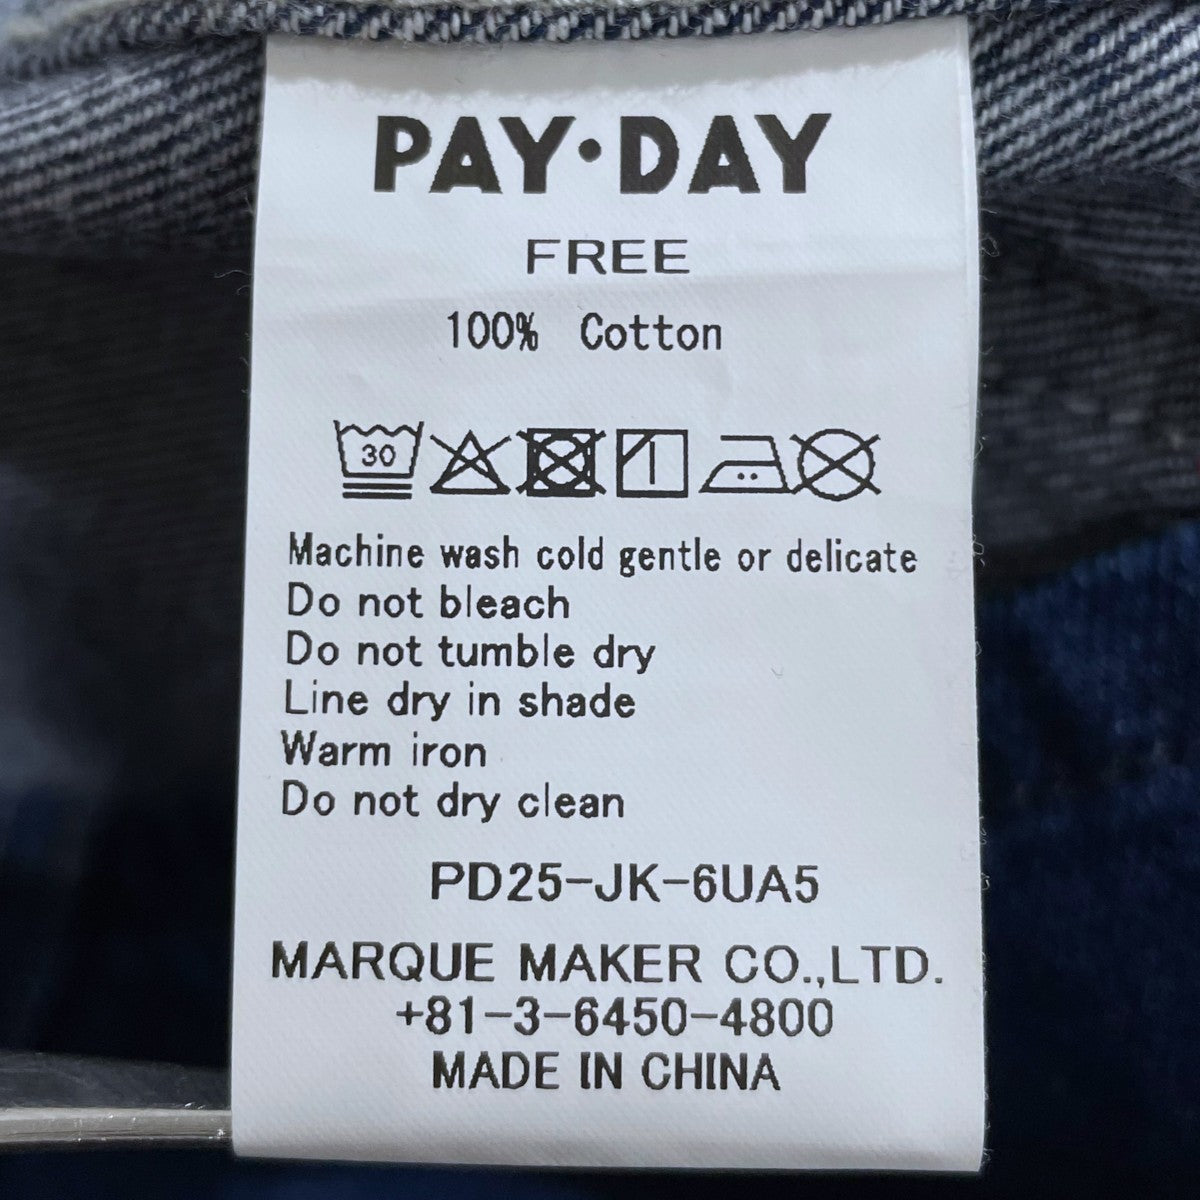 PAY·DAY
FREE
100% Cotton
30
Machine wash cold gentle or delicate
Do not bleach
Do not tumble dry
Line dry in shade
Warm iron
Do not dry clean
PD25-JK-6UA5
MARQUE MAKER CO.,LTD.
+81-3-6450-4800
MADE IN CHINA